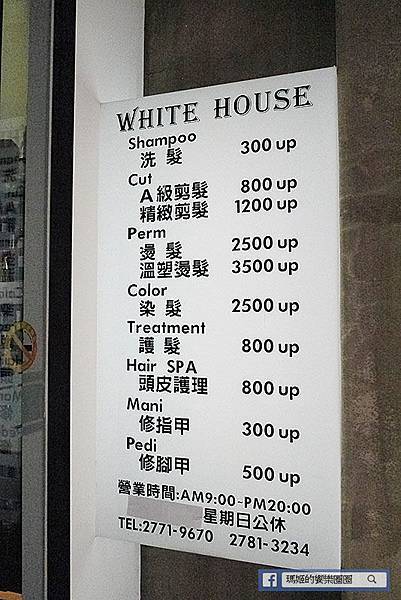 WHITE HOUSE
Shampoo
洗髮 300 up
Cut
A級剪髮 800 up
精緻剪髮 1200 up
Perm
燙髮 2500 up
溫塑燙髮 3500 up
Color
染髮 2500 up
Treatment
護髮 800 up
Hair SPA
頭皮護理 800 up
Mani
修指甲 300 up
Pedi
修腳甲 500 up
營業時間:AM9:00~PM20:00
星期日公休
TEL:2771-9670 2781-3234
瑪姬的饗樂圈圈